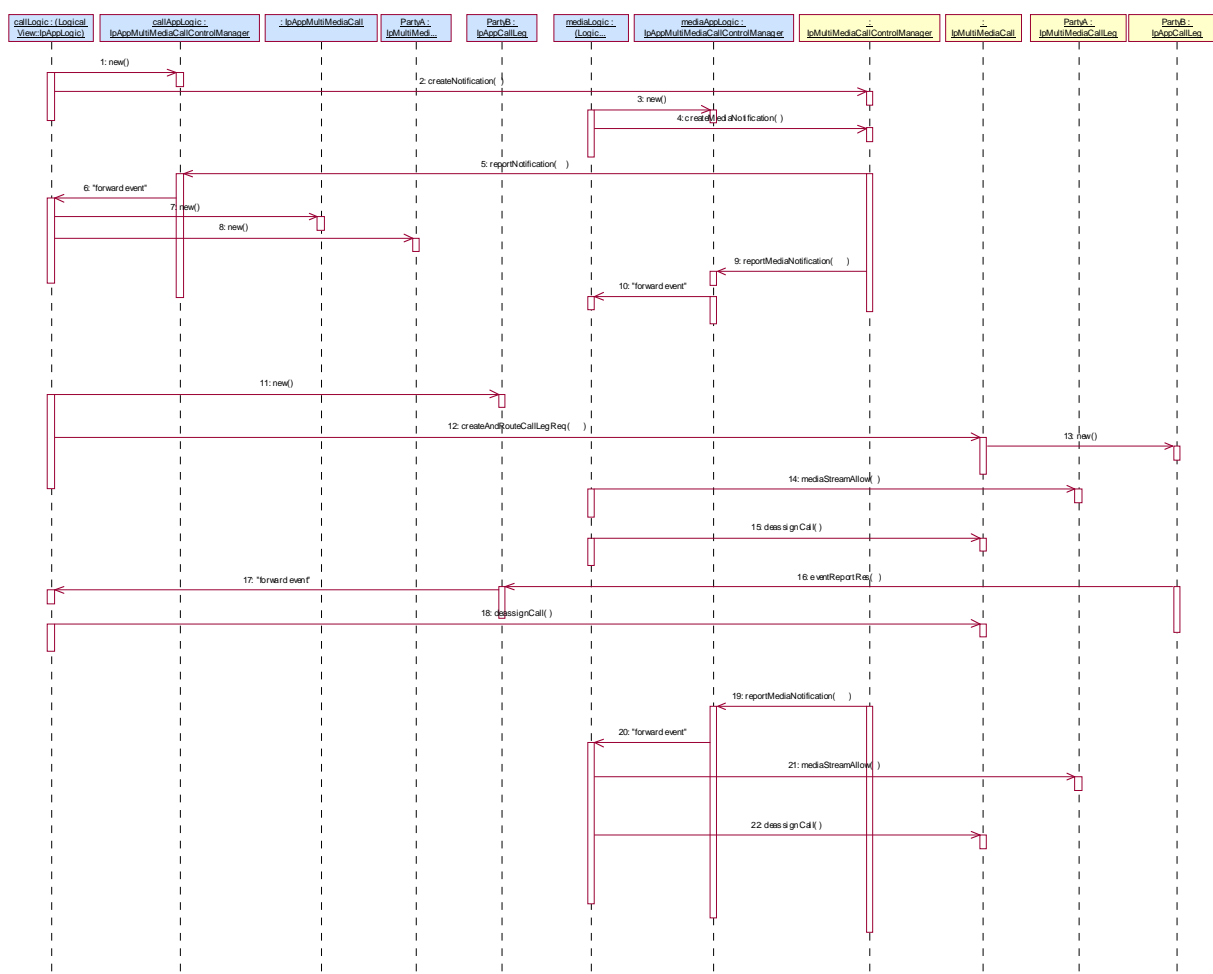 callLogic : (Logical
View::IpAppLogic)
callAppLogic :
IpAppMultiMediaCallControlManager
: IpAppMultiMediaCall
PartyA :
IpMultiMedi...
PartyB :
IpAppCallLeg
mediaLogic :
(Logic...
mediaAppLogic :
IpAppMultiMediaCallControlManager
:
IpMultiMediaCallControlManager
:
IpMultiMediaCall
PartyA :
IpMultiMediaCallLeg
PartyB :
IpAppCallLeg
1: new()
2: createNotification( )
3: new()
4: createMediaNotification( )
5: reportNotification( )
6: "forward event"
7: new()
8: new()
9: reportMediaNotification( )
10: "forward event"
11: new()
12: createAndRouteCallLegReq( )
13: new()
14: mediaStreamAllow( )
15: deassignCall( )
16: eventReportRes( )
17: "forward event"
18: deassignCall( )
19: reportMediaNotification( )
20: "forward event"
21: mediaStreamAllow( )
22: deassignCall( )